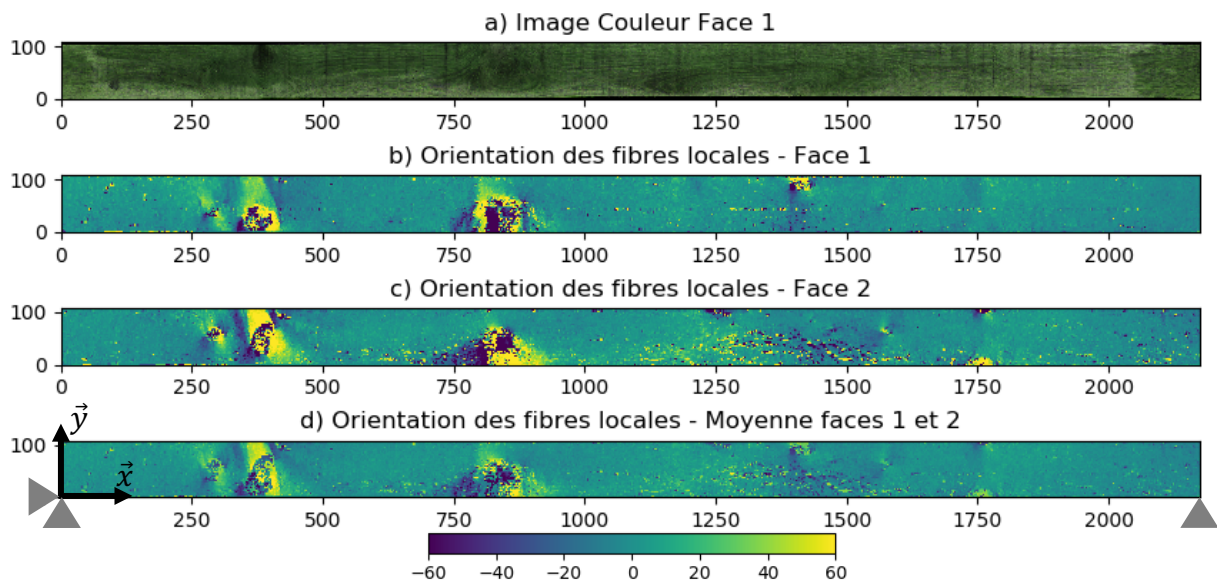 a) Image Couleur Face 1
100
0
0 250 500 750 1000 1250 1500 1750 2000
b) Orientation des fibres locales - Face 1
100
0
0 250 500 750 1000 1250 1500 1750 2000
c) Orientation des fibres locales - Face 2
100
0
0 250 500 750 1000 1250 1500 1750 2000
d) Orientation des fibres locales - Moyenne faces 1 et 2
y⃗
100
x⃗
250 500 750 1000 1250 1500 1750 2000
−60 −40 −20 0 20 40 60